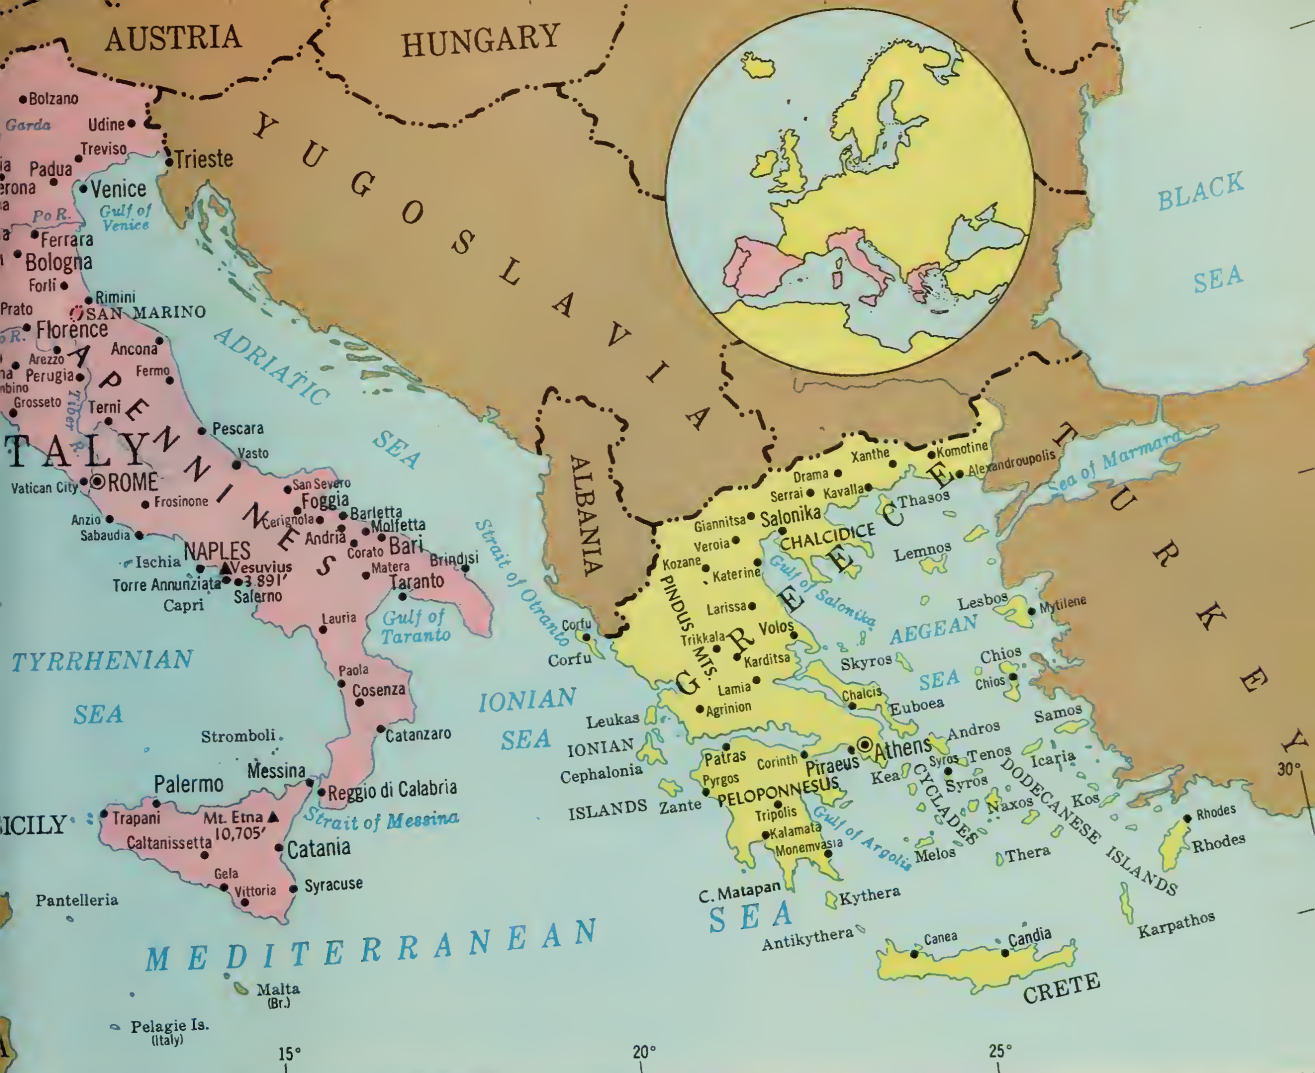 AUSTRIA
HUNGARY
Bolzano
Garda
Udine
Treviso
Padua
Trieste
Venice
Po R.
Gulf of
Venice
Ferrara
Bologna
Forli
Rimini
Prato
SAN MARINO
Florence
Arezzo
Ancona
Perugia
Fermo
Grosseto
Tiber R.
Terni
APENNINES
YUGOSLAVIA
ADRIATIC
SEA
BLACK
SEA
Pescara
TALY
Vasto
Vatican City
ROME
San Severo
Frosinone
Foggia
Cerignola
Barletta
Anzio
Molfetta
Sabaudia
Andria
Corato
Bari
NAPLES
Ischia
Vesuvius
3 891′
Matera
Brindisi
Torre Annunziata
Taranto
Capri
Salerno
Lauria
Gulf of
Taranto
Strait of Otranto
ALBANIA
TYRRHENIAN
SEA
Paola
Cosenza
IONIAN
SEA
Catanzaro
Stromboli
Messina
Palermo
Reggio di Calabria
Strait of Messina
SICILY
Trapani
Mt. Etna
10,705′
Caltanissetta
Catania
Gela
Vittoria
Syracuse
Pantelleria
MEDITERRANEAN
SEA
Malta
(Br.)
Pelagie Is.
(Italy)
TURKEY
Sea of Marmara
Komotine
Xanthe
Alexandroupolis
Drama
Serrai
Kavalla
Thasos
GREECE
Giannitsa
Salonika
CHALCIDICE
Veroia
Kozane
Katerine
Gulf of Salonika
Lemnos
PINDUS MTS.
Larissa
Lesbos
Mytilene
Corfu
Corfu
Trikkala
Volos
AEGEAN
SEA
Karditsa
Skyros
Chios
Chios
Lamia
Chalcis
Euboea
Leukas
Agrinion
Samos
IONIAN
ISLANDS
Cephalonia
Zante
Patras
Corinth
Piraeus
Athens
Andros
Tenos
Icaria
Pyrgos
Kea
Syros
Syros
PELOPONNESUS
CYCLADES
DODECANESE ISLANDS
Naxos
Kos
Tripolis
Kalamata
Gulf of Argolis
Monemvasia
Melos
Thera
Rhodes
Rhodes
C. Matapan
Kythera
Antikythera
Karpathos
Canea
Candia
CRETE
30°
15°
20°
25°